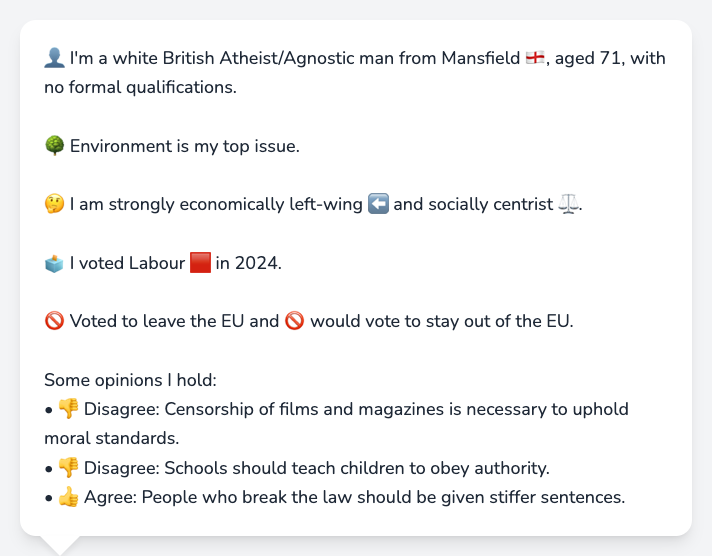 👤 I'm a white British Atheist/Agnostic man from Mansfield 🏴󠁧󠁢󠁥󠁮󠁧󠁿, aged 71, with
no formal qualifications.
🌳 Environment is my top issue.
🤔 I am strongly economically left-wing ⬅️ and socially centrist ⚖️.
🗳️ I voted Labour 🟥 in 2024.
🚫 Voted to leave the EU and 🚫 would vote to stay out of the EU.
Some opinions I hold:
• 👎 Disagree: Censorship of films and magazines is necessary to uphold
moral standards.
• 👎 Disagree: Schools should teach children to obey authority.
• 👍 Agree: People who break the law should be given stiffer sentences.